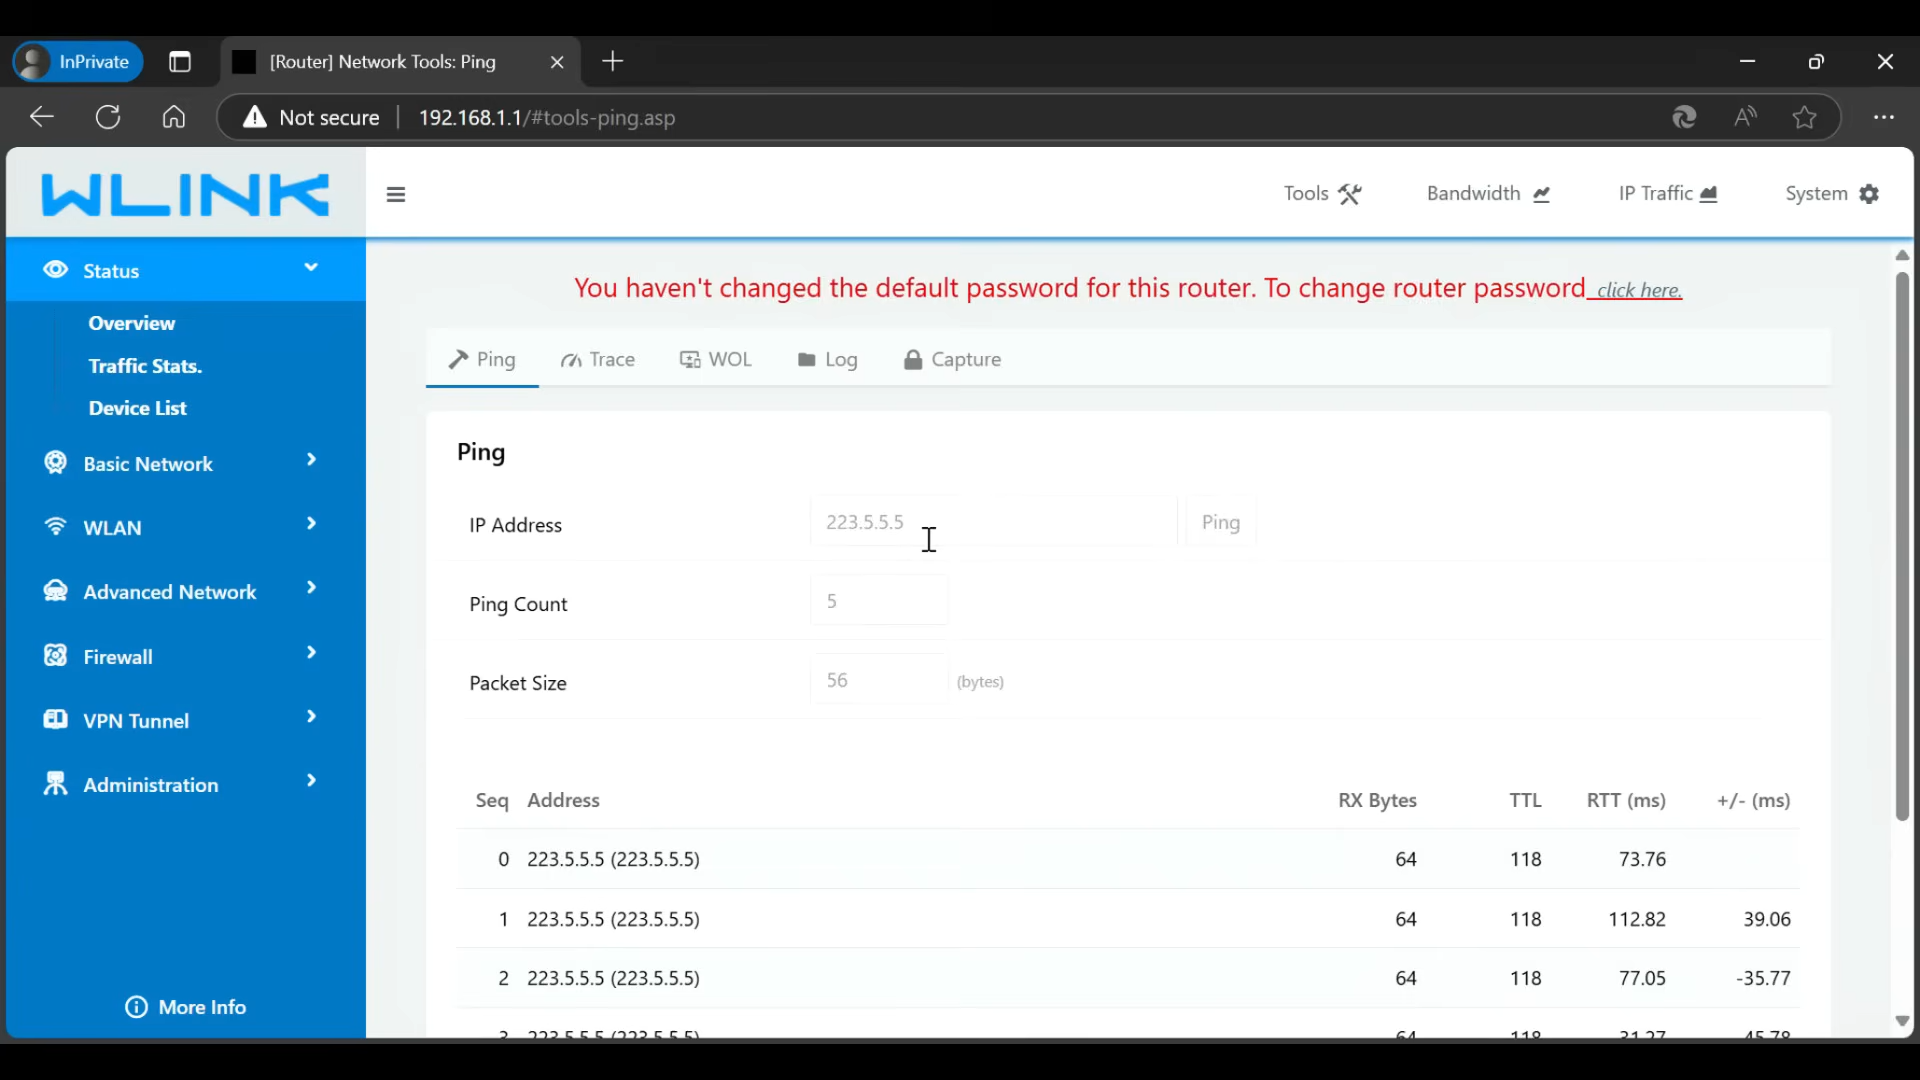 InPrivate
[Router] Network Tools: Ping
Not secure
192.168.1.1/#tools-ping.asp
WLINK
Tools
Bandwidth
IP Traffic
System
Status
Overview
Traffic Stats.
Device List
Basic Network
WLAN
Advanced Network
Firewall
VPN Tunnel
Administration
More Info
You haven't changed the default password for this router. To change router password click here.
Ping Trace WOL Log Capture
Ping
IP Address 223.5.5.5 Ping
Ping Count 5
Packet Size 56 (bytes)
Seq Address RX Bytes TTL RTT (ms) +/- (ms)
0 223.5.5.5 (223.5.5.5) 64 118 73.76
1 223.5.5.5 (223.5.5.5) 64 118 112.82 39.06
2 223.5.5.5 (223.5.5.5) 64 118 77.05 -35.77